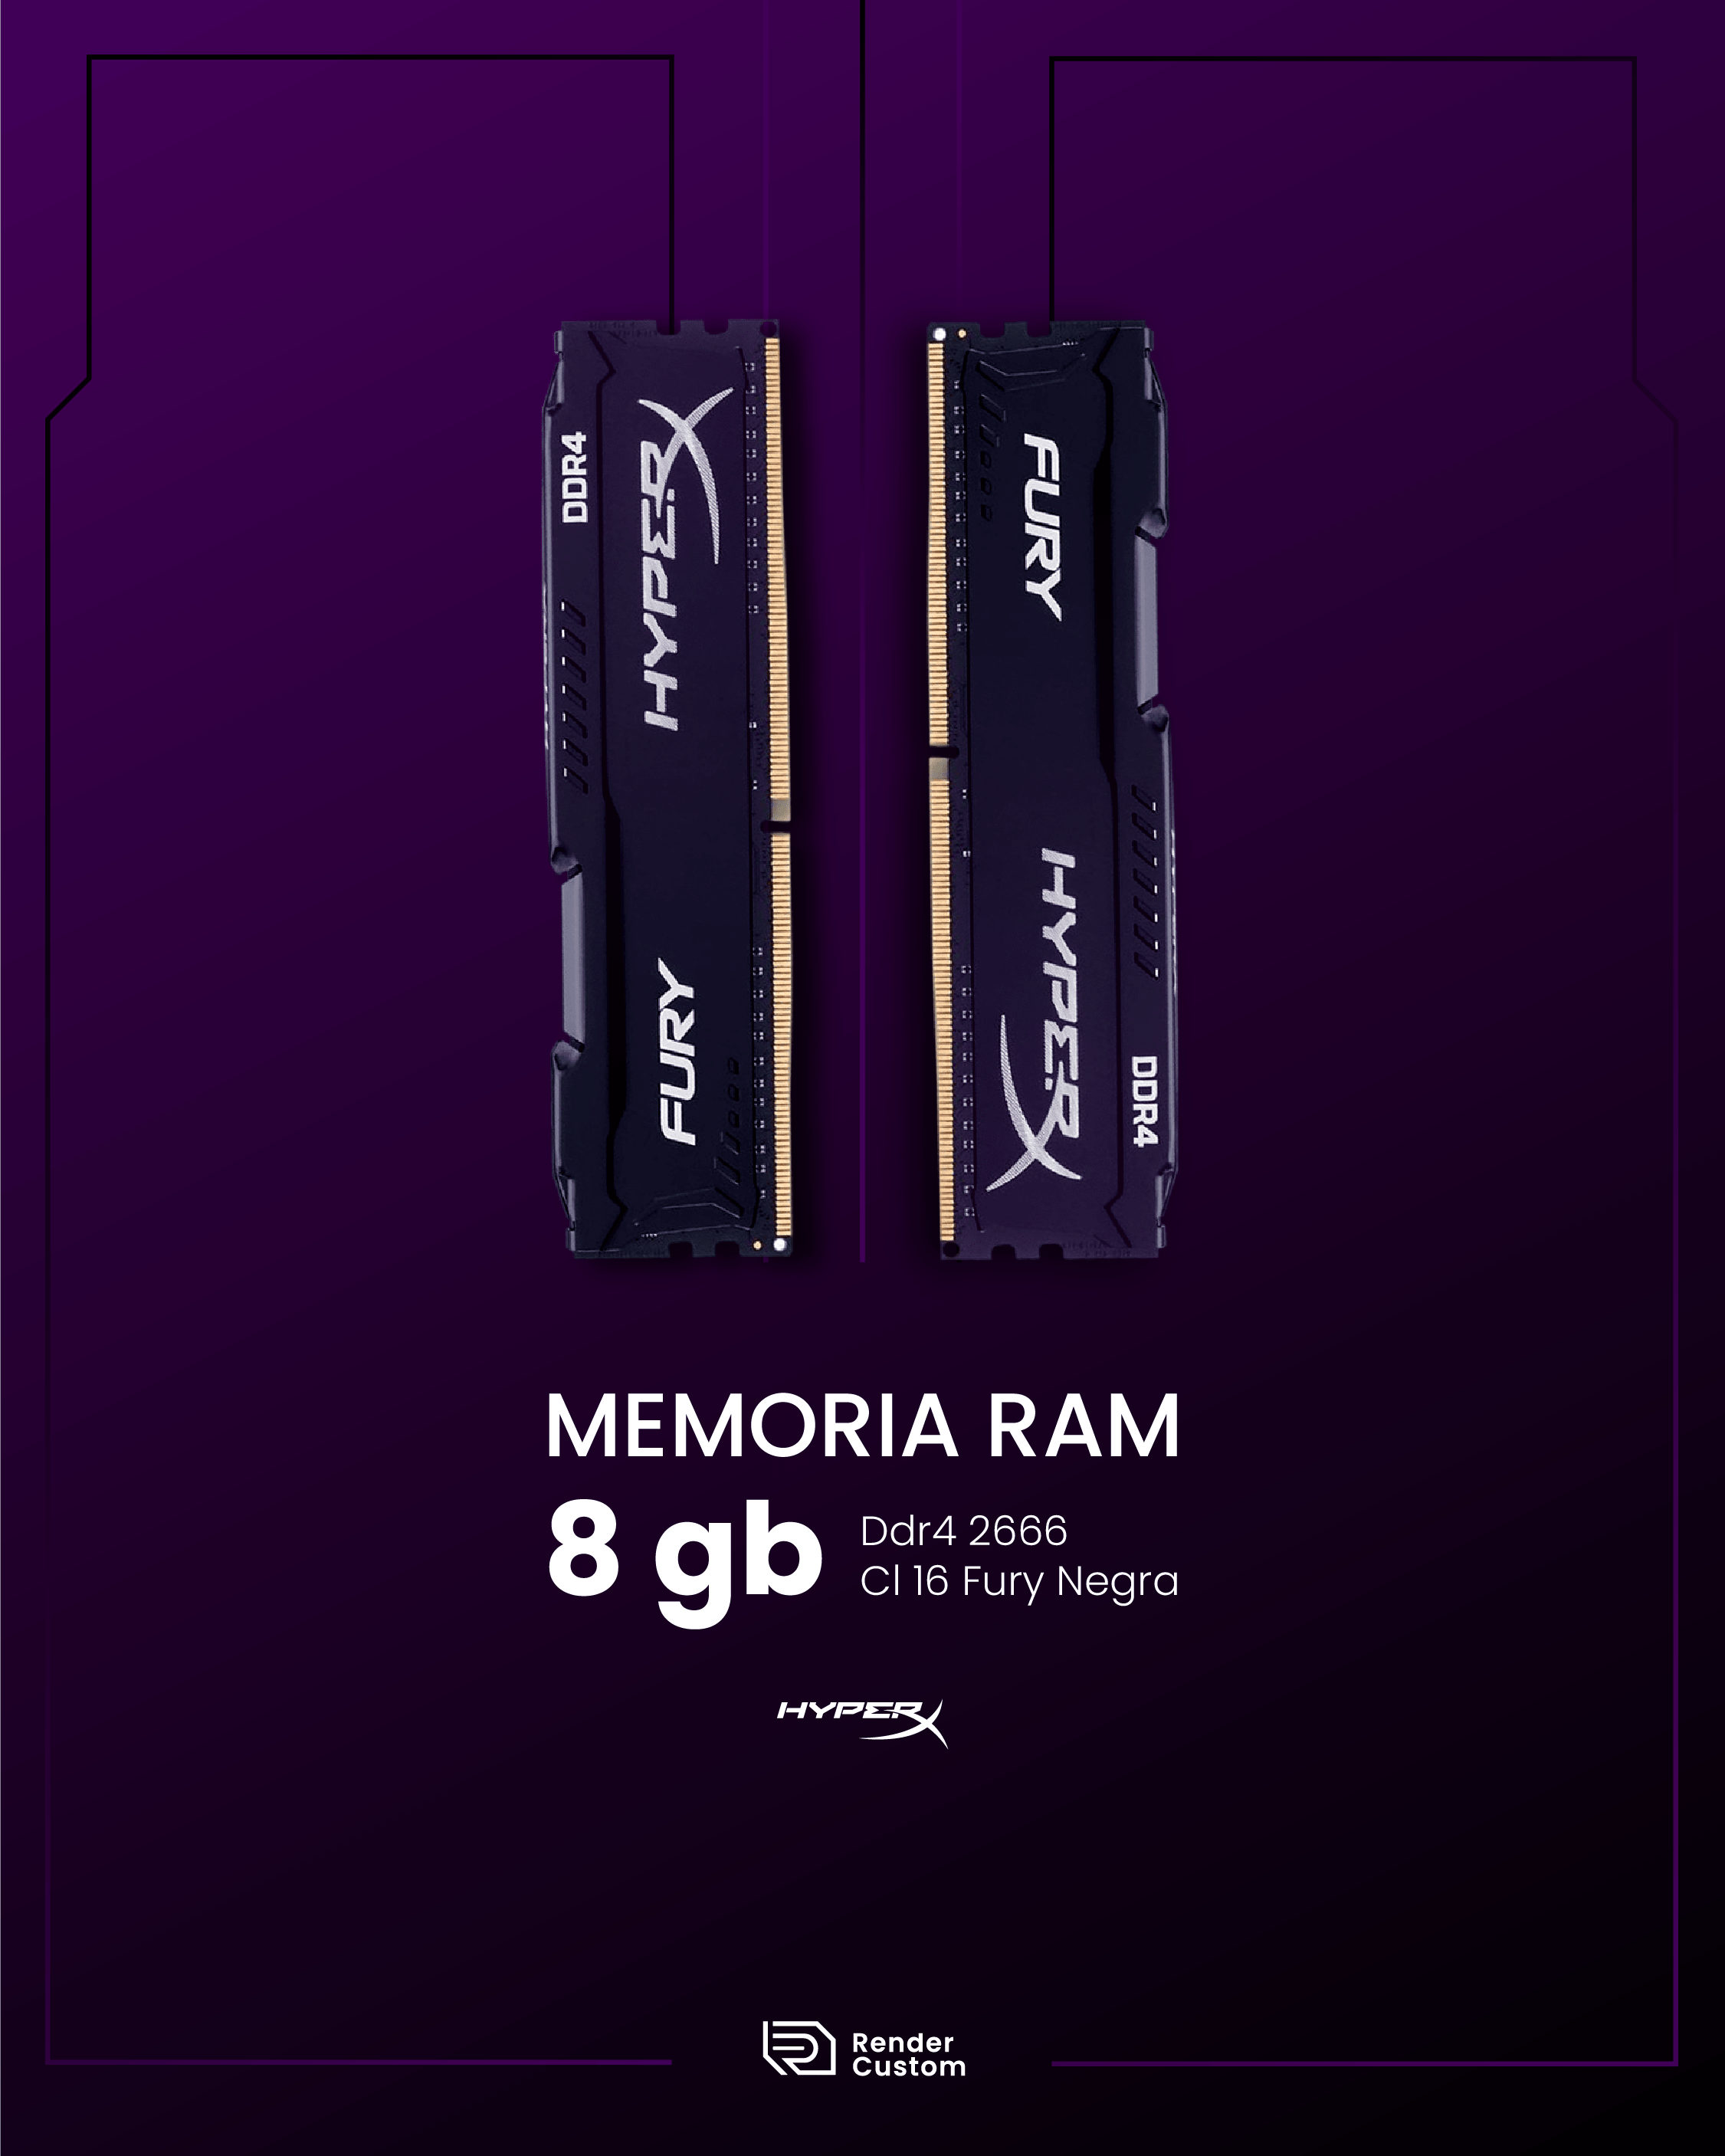 DDR4
HYPERX
FURY
FURY
HYPERX
DDR4
MEMORIA RAM
8 gb
Ddr4 2666
Cl 16 Fury Negra
HYPERX
Render
Custom